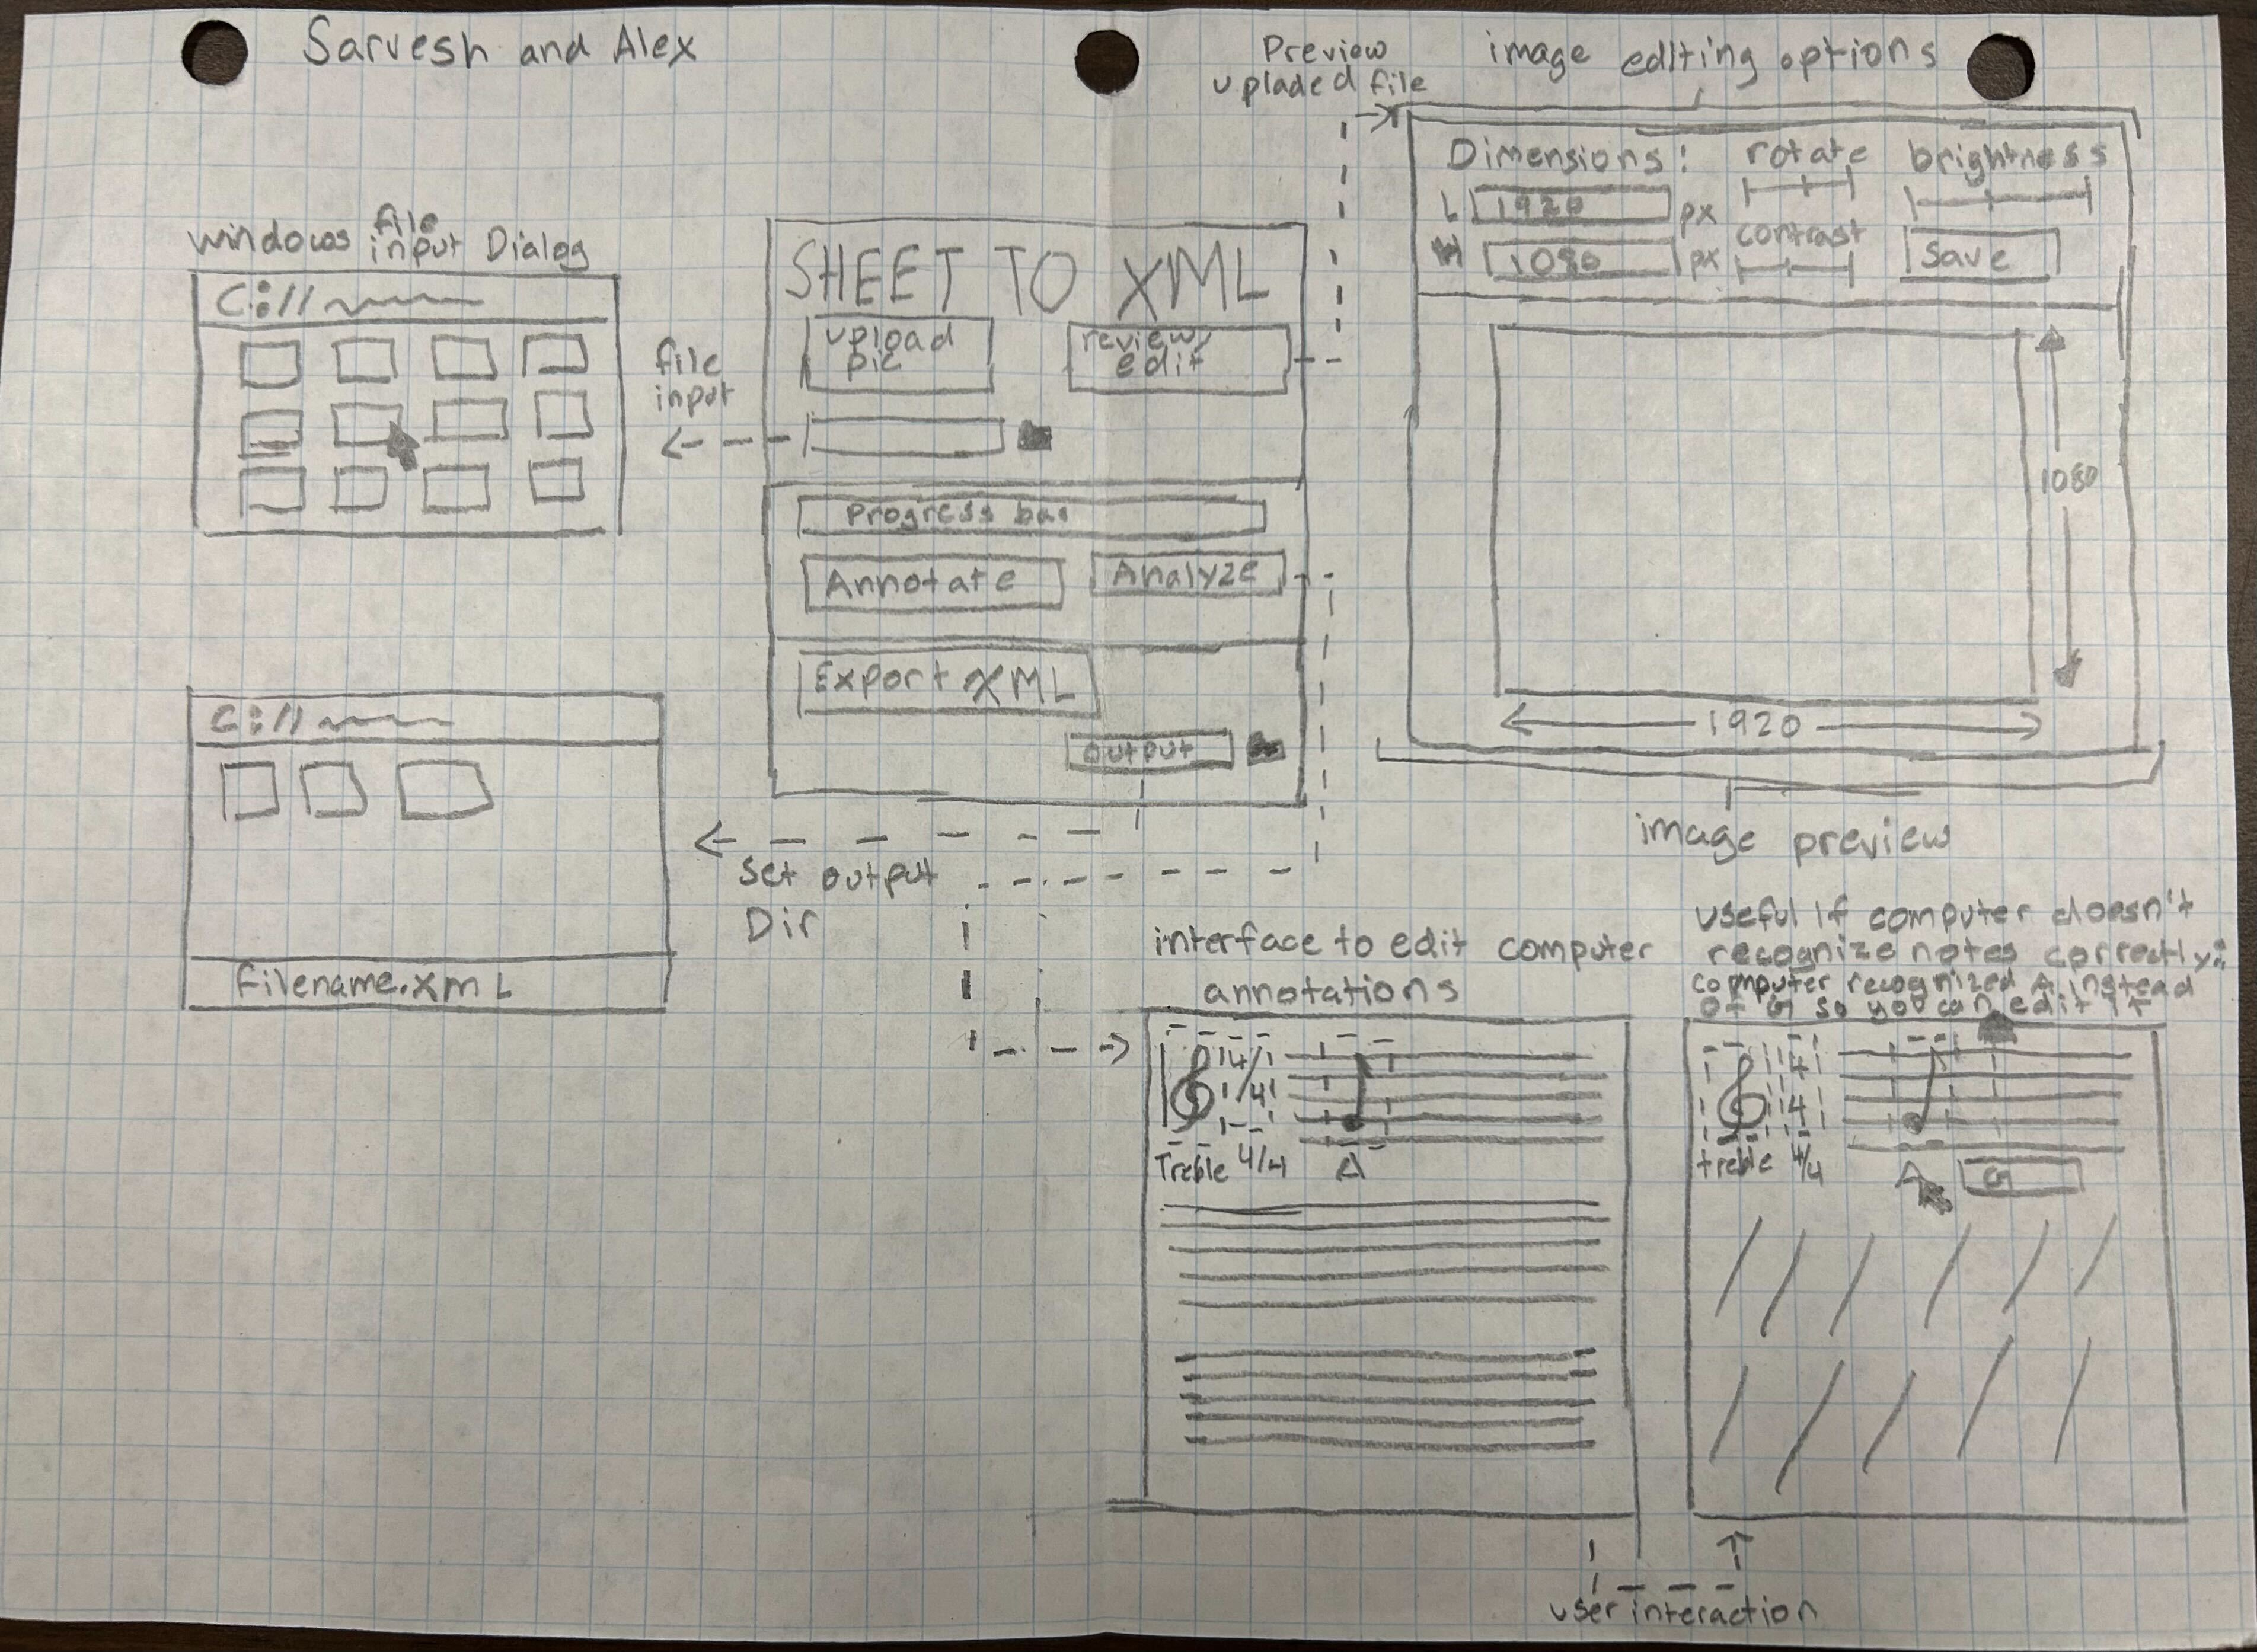 Sarvesh and Alex
Preview
upladed file
image editing options
Dimensions:
rotate
brightness
L 1920 px
contrast
1080 px
Save
1080
1920
image preview
windows file
input Dialog
C://
file
input
SHEET TO XML
upload
pic
review/
edit
Progress bar
Annotate
Analyze
Export XML
output
set output
Dir
C://
filename.xmL
interface to edit computer
annotations
4
4
Treble 4/4 A
useful if computer doesn't
recognize notes correctly:
computer recognized A instead
of G so you can edit it
4
4
treble 4/4 A G
user interaction